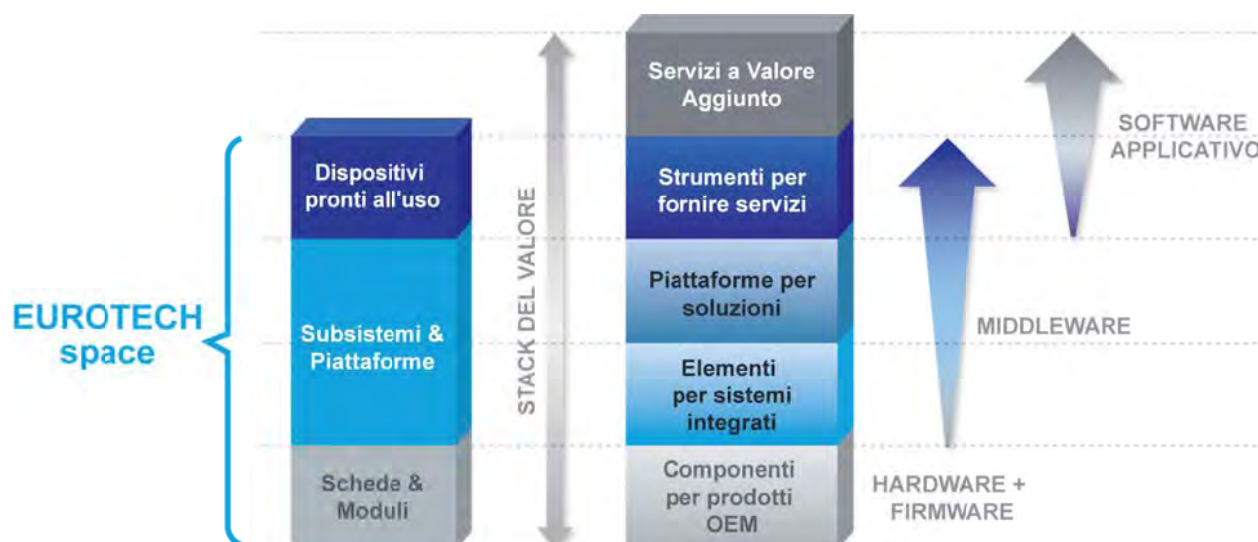 EUROTECH
space
Dispositivi
pronti all'uso
Subsistemi &
Piattaforme
Schede &
Moduli
STACK DEL VALORE
Servizi a Valore
Aggiunto
Strumenti per
fornire servizi
Piattaforme per
soluzioni
Elementi
per sistemi
integrati
Componenti
per prodotti
OEM
SOFTWARE
APPLICATIVO
MIDDLEWARE
HARDWARE +
FIRMWARE